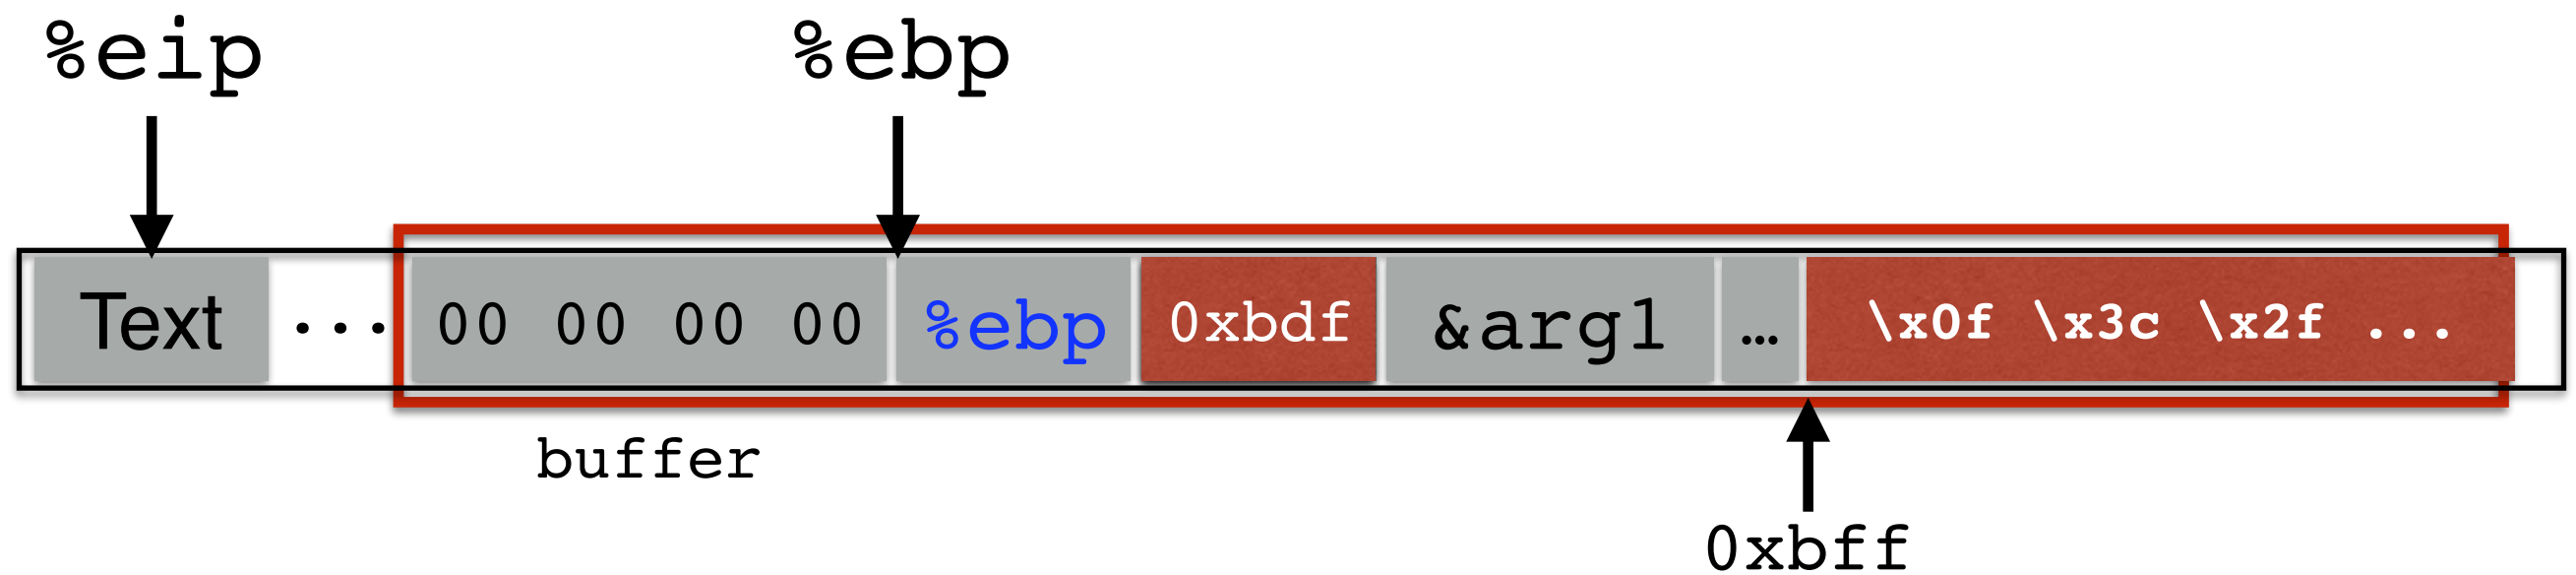 %eip %ebp
Text ... 00 00 00 00 %ebp 0xbdf &arg1 ... \x0f \x3c \x2f ...
buffer
0xbff